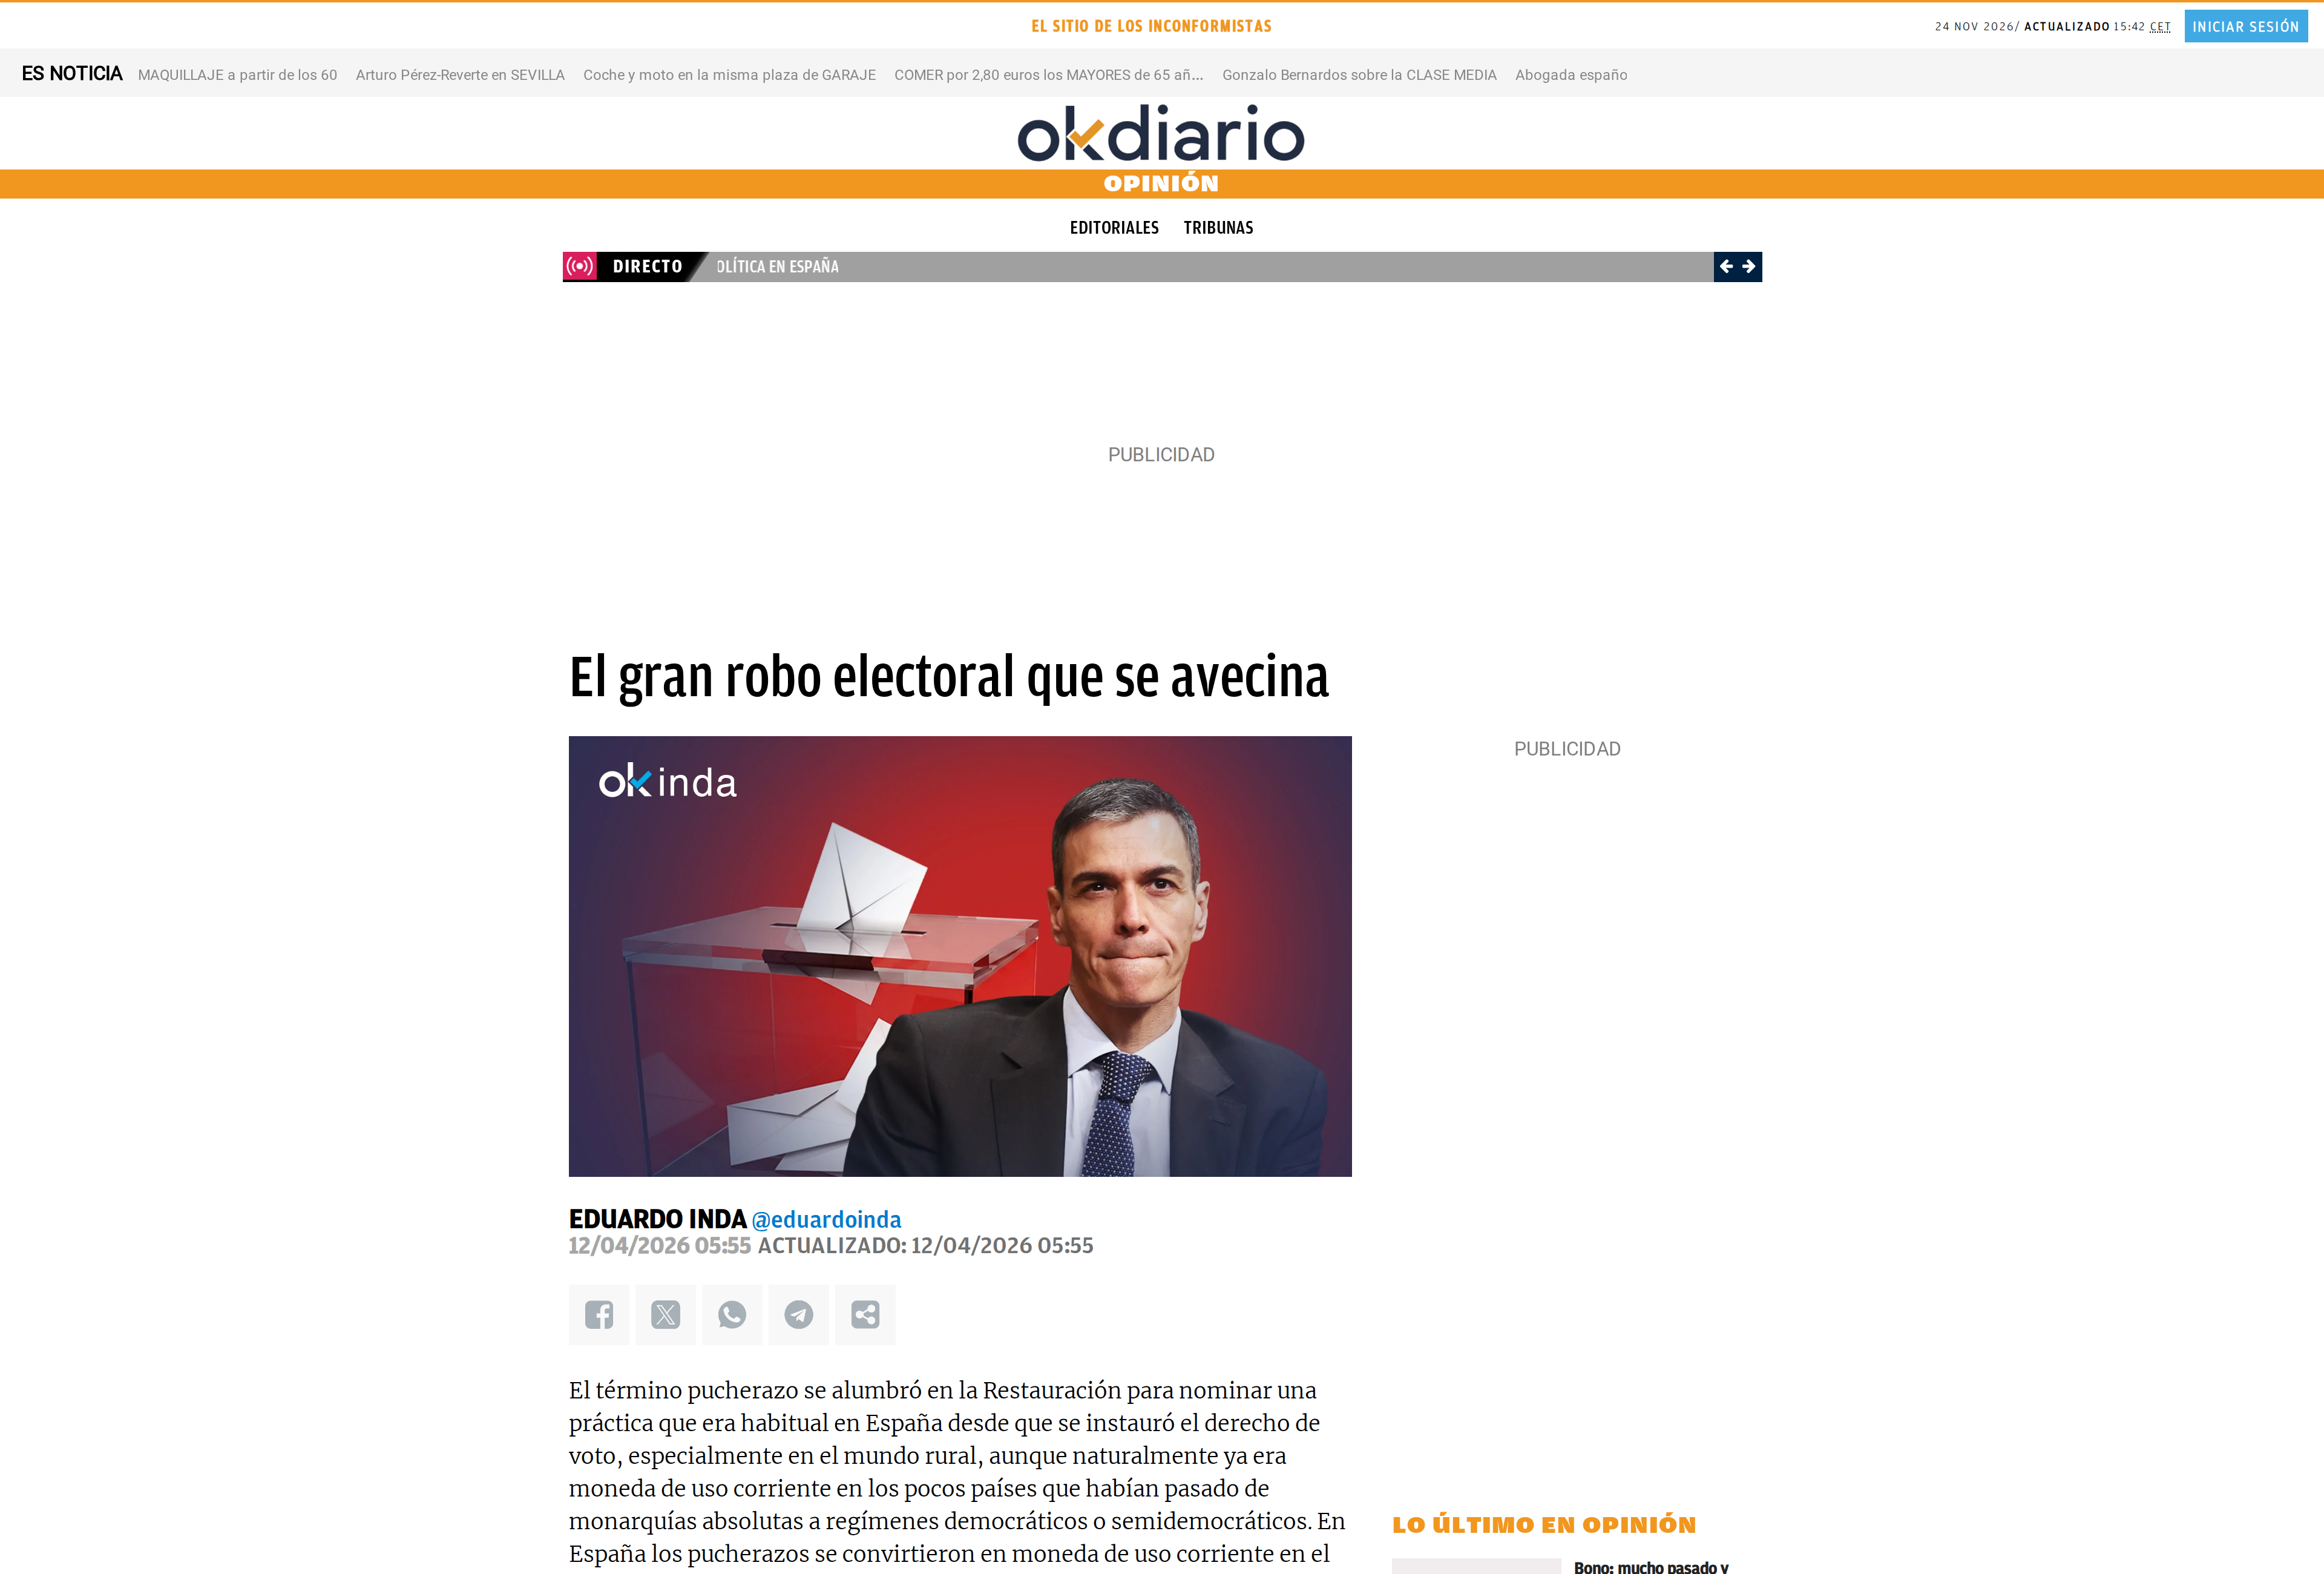 EL SITIO DE LOS INCONFORMISTAS
24 NOV 2026/ ACTUALIZADO 15:42 CET
INICIAR SESIÓN
ES NOTICIA MAQUILLAJE a partir de los 60 Arturo Pérez-Reverte en SEVILLA Coche y moto en la misma plaza de GARAJE COMER por 2,80 euros los MAYORES de 65 añ... Gonzalo Bernardos sobre la CLASE MEDIA Abogada españo
okdiario
OPINIÓN
EDITORIALES TRIBUNAS
DIRECTO OLÍTICA EN ESPAÑA
PUBLICIDAD
El gran robo electoral que se avecina
ok inda
PUBLICIDAD
EDUARDO INDA @eduardoinda
12/04/2026 05:55 ACTUALIZADO: 12/04/2026 05:55
El término pucherazo se alumbró en la Restauración para nominar una
práctica que era habitual en España desde que se instauró el derecho de
voto, especialmente en el mundo rural, aunque naturalmente ya era
moneda de uso corriente en los pocos países que habían pasado de
monarquías absolutas a regímenes democráticos o semidemocráticos. En
España los pucherazos se convirtieron en moneda de uso corriente en el
LO ÚLTIMO EN OPINIÓN
Bono: mucho pasado y